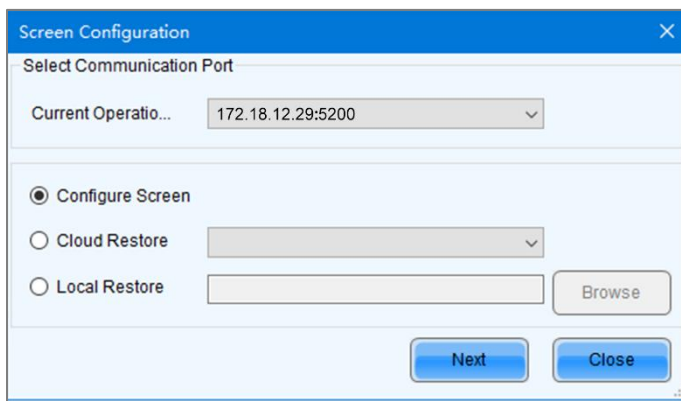 Screen Configuration
Select Communication Port
Current Operatio... 172.18.12.29:5200
Configure Screen
Cloud Restore
Local Restore Browse
Next Close